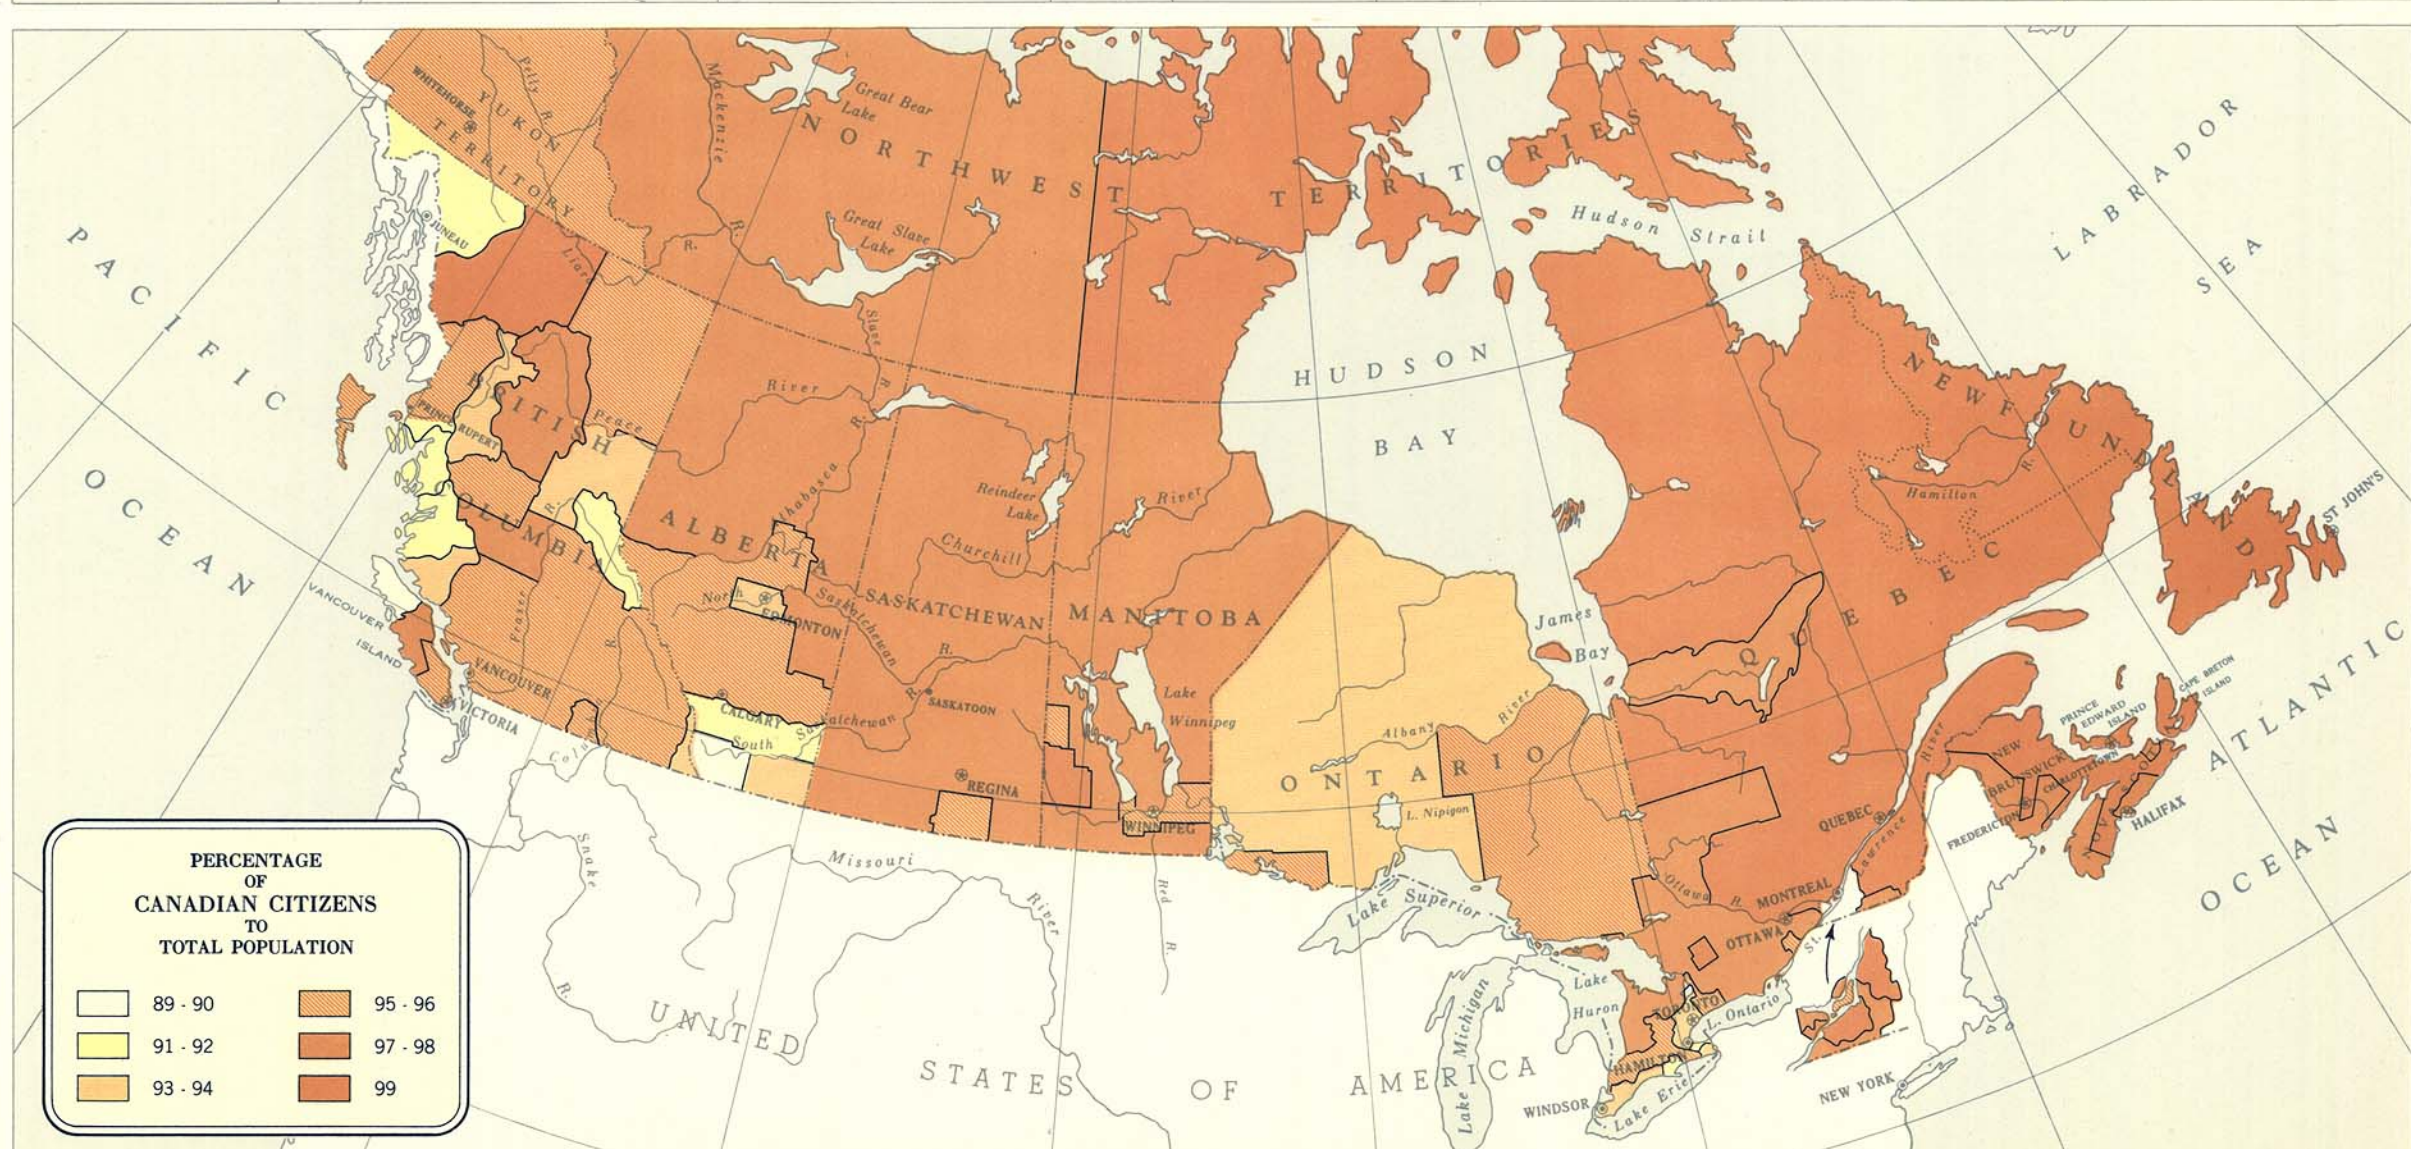 WHITEHORSE
YUKON
TERRITORY
Pelly R.
Mackenzie
R.
Great Bear
Lake
NORTHWEST TERRITORIES
Great Slave
Lake
Slave
R.
R.
Liard
JUNEAU
Hudson Strait
LABRADOR
SEA
PACIFIC
OCEAN
HUDSON
BAY
PRINCE
RUPERT
BRITISH
COLUMBIA
Peace
River
R.
Athabasca
R.
ALBERTA
Reindeer
Lake
River
Churchill
North
Saskatchewan
R.
EDMONTON
SASKATCHEWAN
MANITOBA
NEWFOUNDLAND
Hamilton
R.
ST JOHN'S
QUEBEC
James
Bay
VANCOUVER
ISLAND
Fraser
R.
R.
VANCOUVER
VICTORIA
CALGARY
South
Saskatchewan
R.
SASKATOON
REGINA
Lake
Winnipeg
WINNIPEG
Albany
River
ONTARIO
L. Nipigon
Lake Superior
Ottawa R.
QUEBEC
MONTREAL
OTTAWA
St. Lawrence
River
NEW
BRUNSWICK
FREDERICTON
PRINCE
EDWARD
ISLAND
CHARLOTTETOWN
CAPE BRETON
ISLAND
NOVA SCOTIA
HALIFAX
ATLANTIC
OCEAN
Snake
R.
Missouri
River
Red R.
UNITED STATES OF AMERICA
Lake Michigan
Lake
Huron
TORONTO
L. Ontario
HAMILTON
Lake Erie
WINDSOR
NEW YORK
PERCENTAGE
OF
CANADIAN CITIZENS
TO
TOTAL POPULATION
89 - 90
95 - 96
91 - 92
97 - 98
93 - 94
99